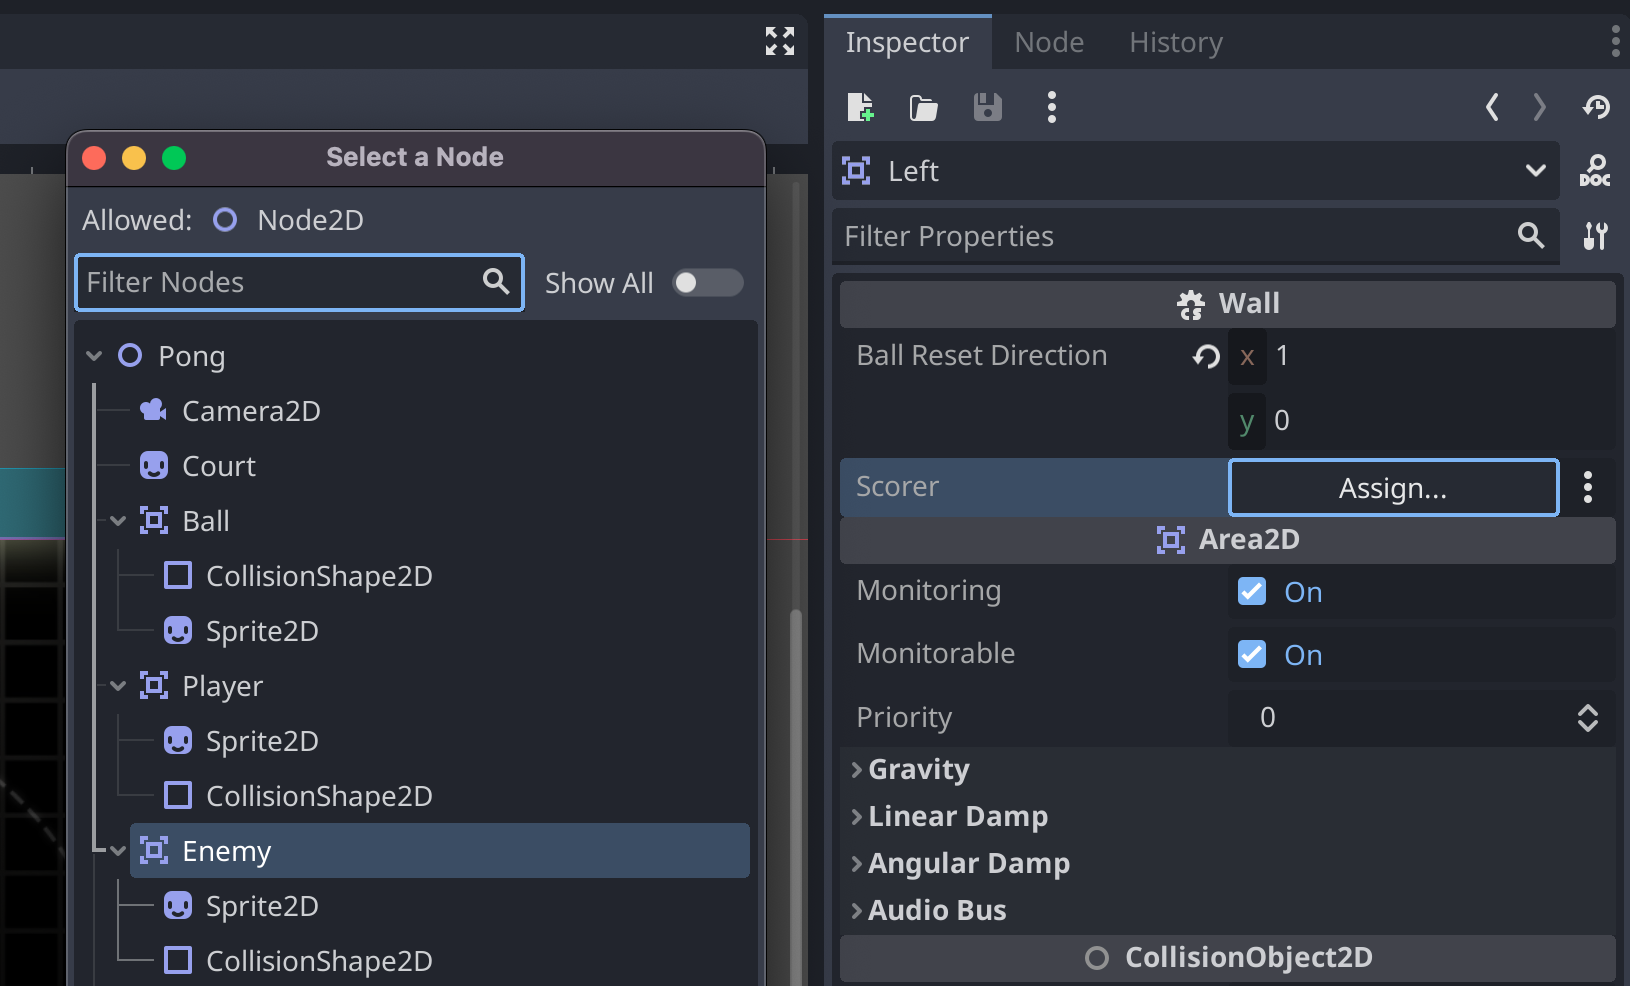 Select a Node
Allowed: Node2D
Filter Nodes
Show All
Pong
Camera2D
Court
Ball
CollisionShape2D
Sprite2D
Player
Sprite2D
CollisionShape2D
Enemy
Sprite2D
CollisionShape2D
Inspector Node History
Left
DOC
Filter Properties
CS Wall
Ball Reset Direction x 1
y 0
Scorer Assign...
Area2D
Monitoring On
Monitorable On
Priority 0
Gravity
Linear Damp
Angular Damp
Audio Bus
CollisionObject2D